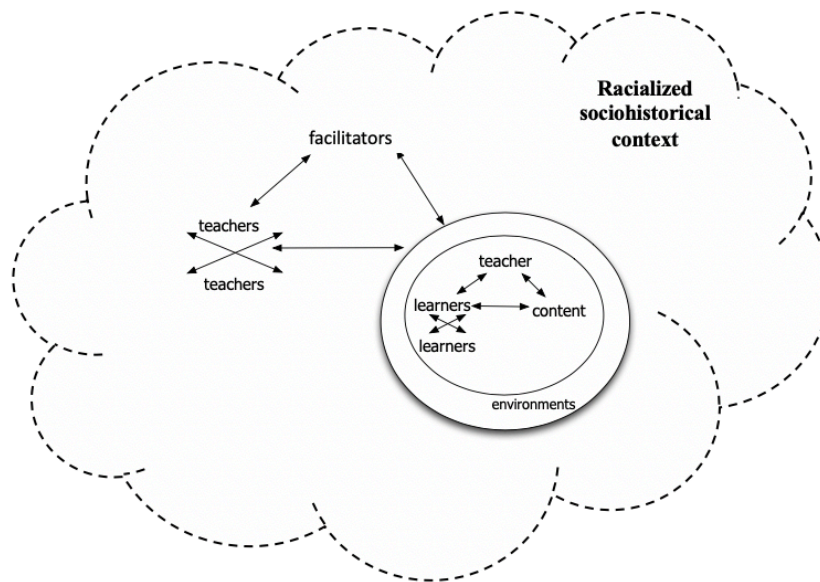 Racialized
sociohistorical
context
facilitators
teachers
teachers
teacher
learners
content
learners
environments